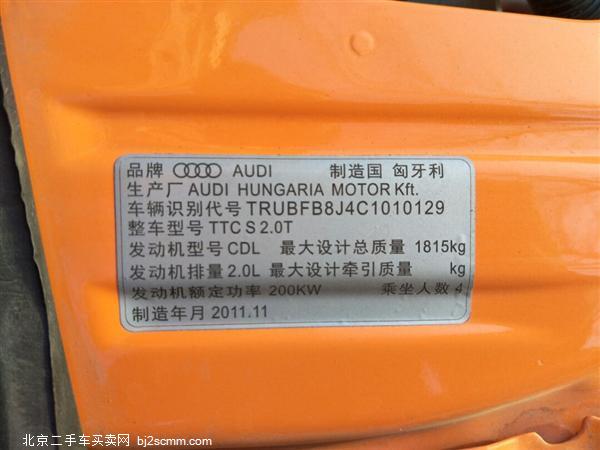 品牌 AUDI 制造国 匈牙利
生产厂 AUDI HUNGARIA MOTOR Kft.
车辆识别代号 TRUBFB8J4C1010129
整车型号 TTC S 2.0T
发动机型号 CDL 最大设计总质量 1815kg
发动机排量 2.0L 最大设计牵引质量 kg
发动机额定功率 200KW 乘坐人数 4
制造年月 2011.11
北京二手车买卖网 bj2scmm.com